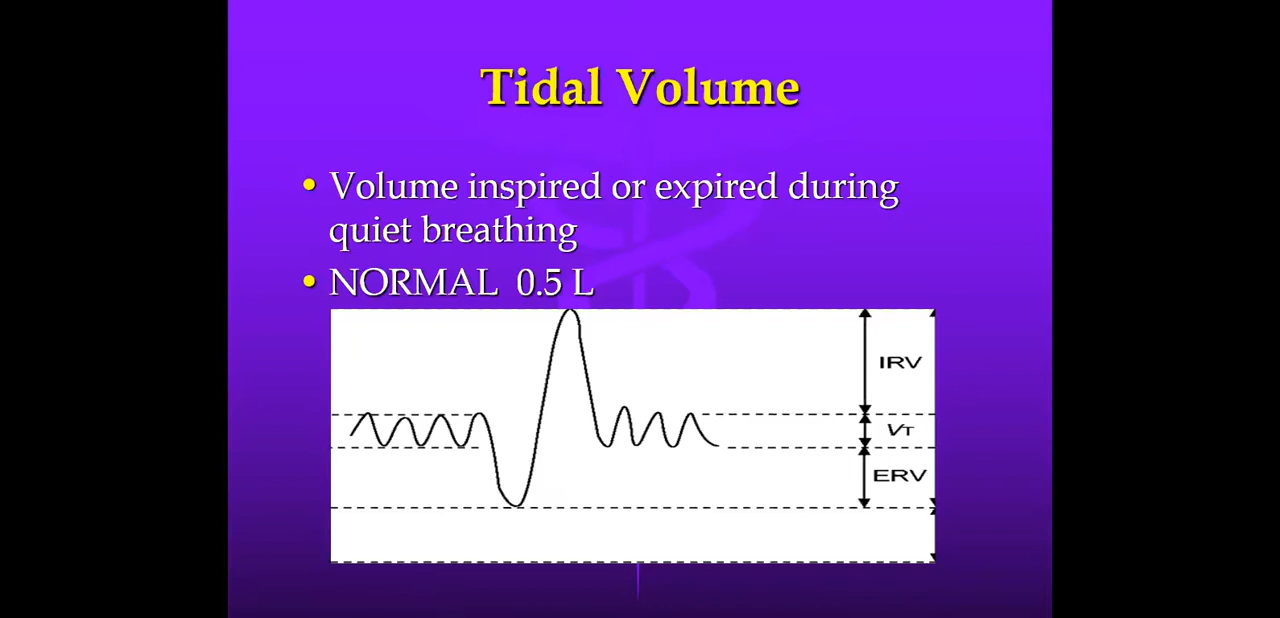 Tidal Volume
• Volume inspired or expired during
quiet breathing
• NORMAL 0.5 L
IRV
VT
ERV